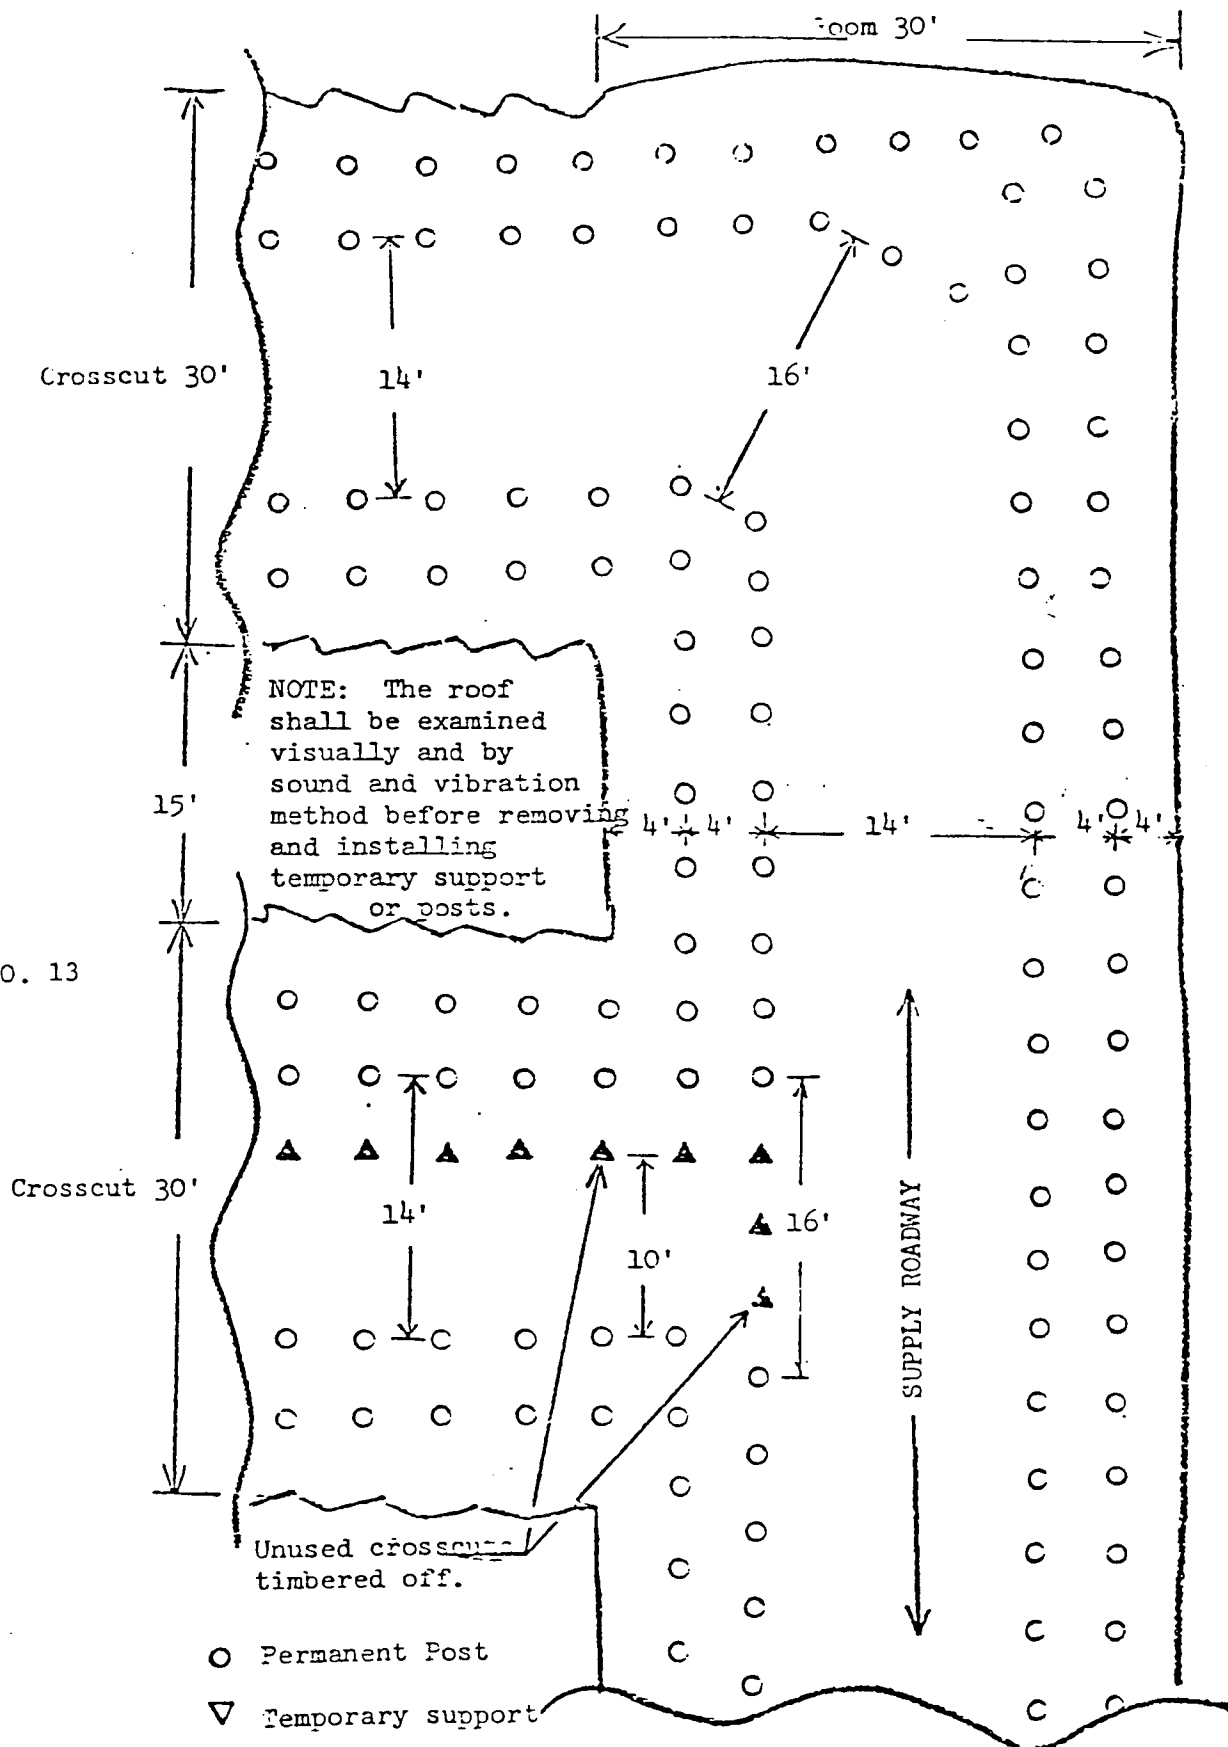 30'
Crosscut 30'
14'
16'
NOTE: The roof
shall be examined
visually and by
sound and vibration
method before removing
and installing
temporary support
or posts.
15'
4' 4' 14' 4' 4'
O. 13
Crosscut 30'
14'
10'
16'
SUPPLY ROADWAY
Unused
timbered off.
Permanent Post
Temporary support